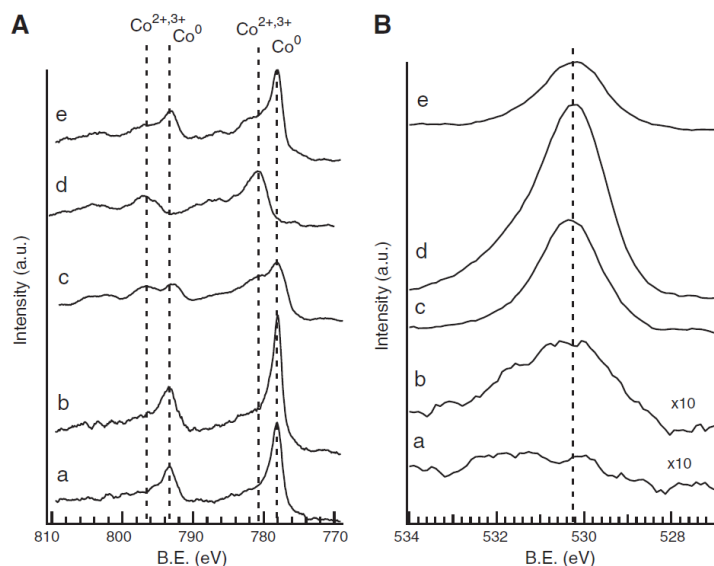 A
Co2+,3+ Co0 Co2+,3+ Co0
e
d
c
b
a
Intensity (a.u.)
810 800 790 780 770
B.E. (eV)
B
e
d
c
b
x10
a
x10
Intensity (a.u.)
534 532 530 528
B.E. (eV)